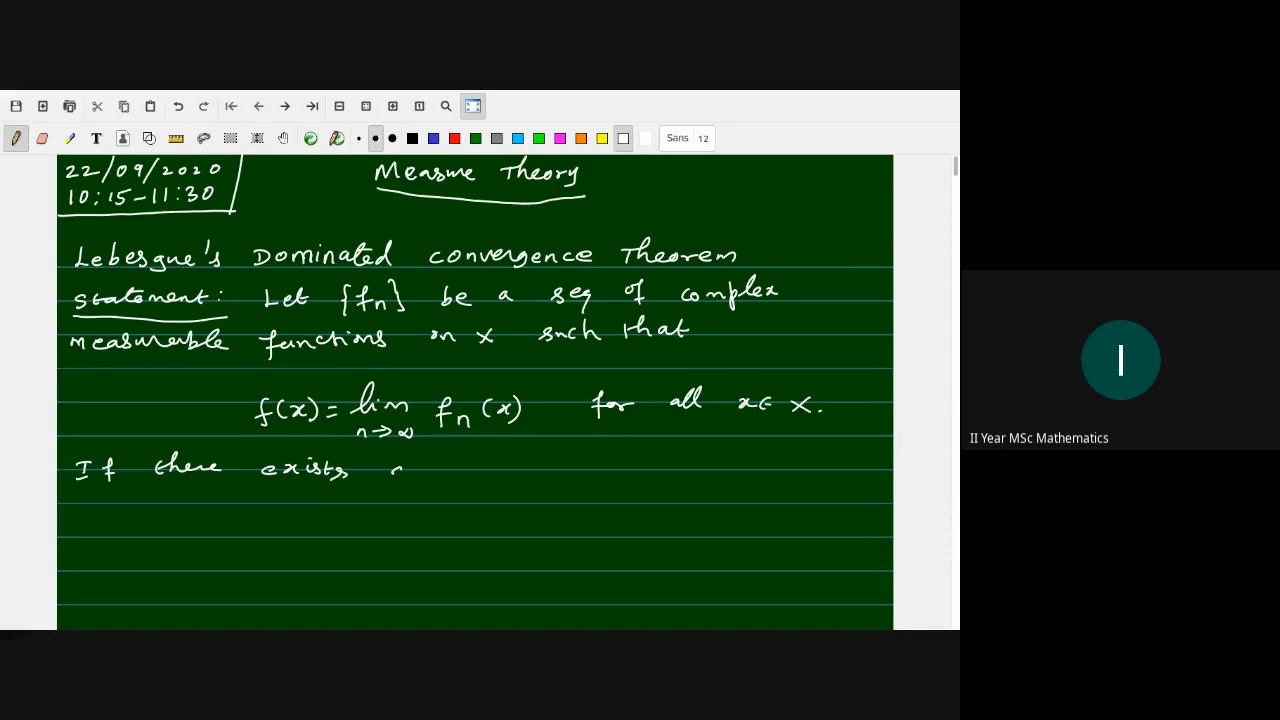 Sans 12
22/09/2020
10:15-11:30
Measure Theory
Lebesgue's Dominated convergence Theorem
Statement: Let {fn} be a seq of complex
measurable functions on X such that
f(x) = lim n→∞ fn(x) for all x∈ X.
If there exists
II Year MSc Mathematics
I